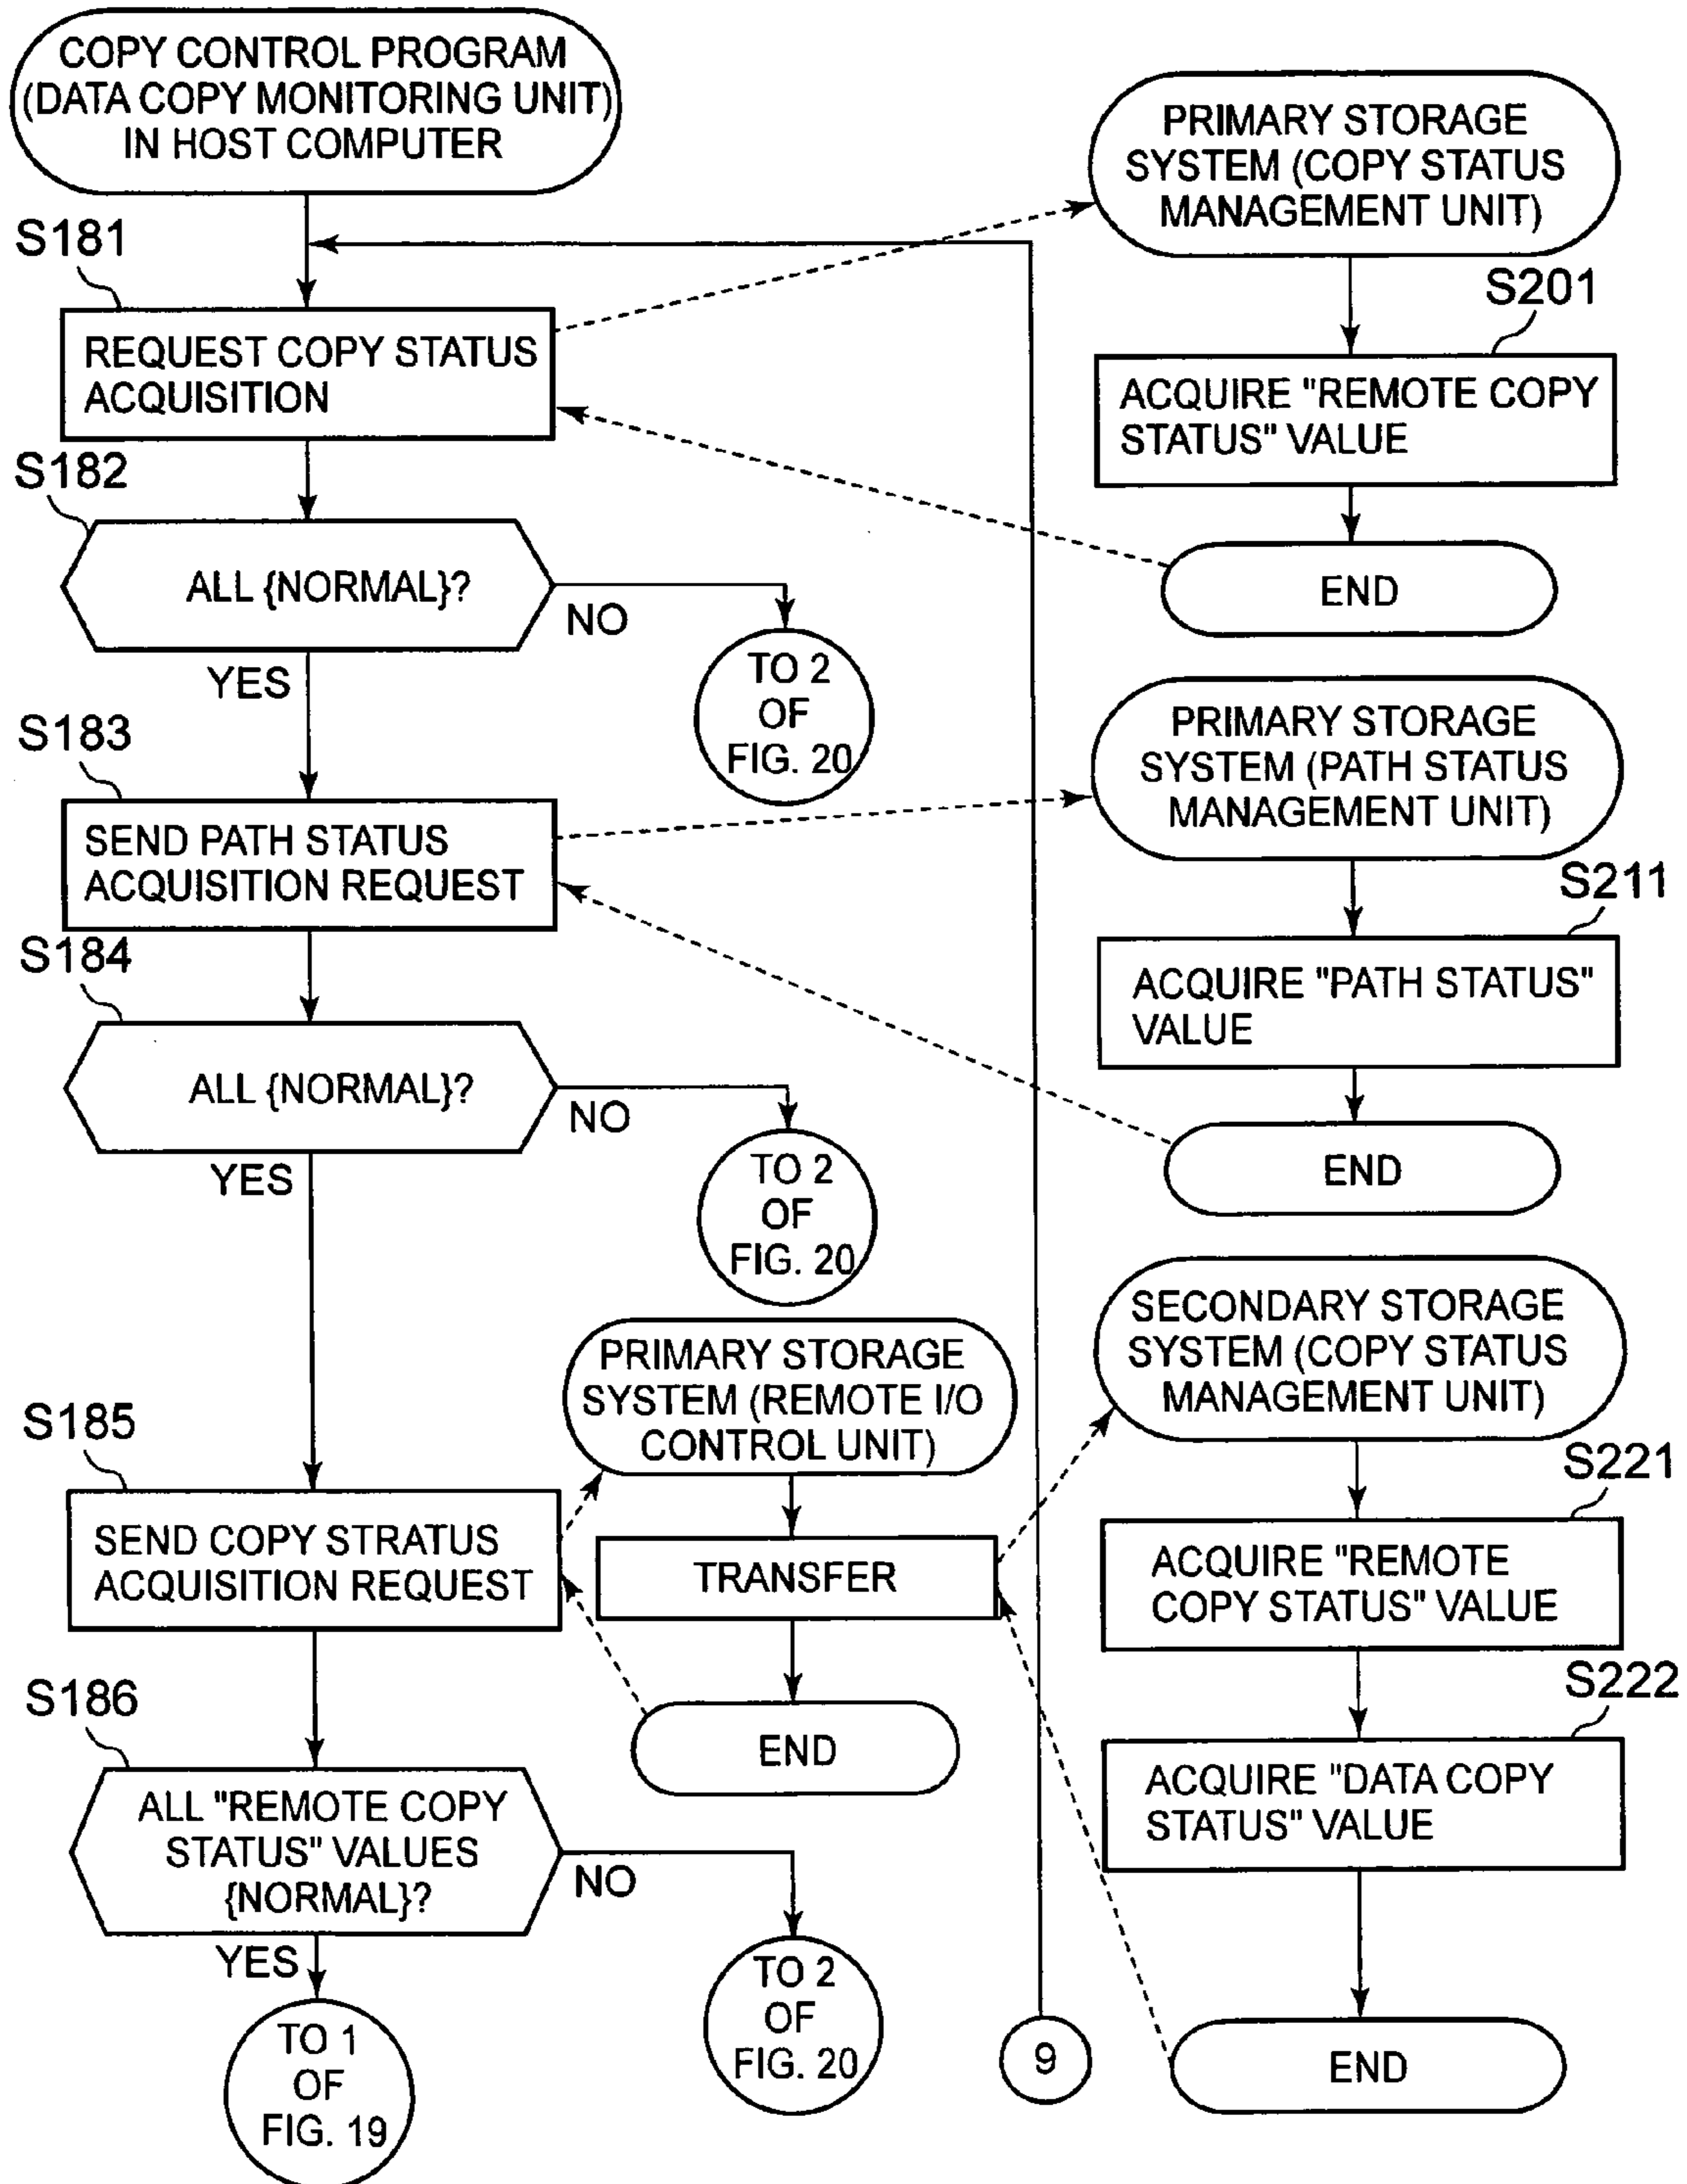 COPY CONTROL PROGRAM
(DATA COPY MONITORING UNIT)
IN HOST COMPUTER
PRIMARY STORAGE
SYSTEM (COPY STATUS
MANAGEMENT UNIT)
S181
REQUEST COPY STATUS
ACQUISITION
S201
ACQUIRE "REMOTE COPY
STATUS" VALUE
END
S182
ALL {NORMAL}?
NO
YES
TO 2
OF
FIG. 20
S183
SEND PATH STATUS
ACQUISITION REQUEST
PRIMARY STORAGE
SYSTEM (PATH STATUS
MANAGEMENT UNIT)
S211
ACQUIRE "PATH STATUS"
VALUE
END
S184
ALL {NORMAL}?
NO
YES
TO 2
OF
FIG. 20
S185
SEND COPY STRATUS
ACQUISITION REQUEST
PRIMARY STORAGE
SYSTEM (REMOTE I/O
CONTROL UNIT)
TRANSFER
END
SECONDARY STORAGE
SYSTEM (COPY STATUS
MANAGEMENT UNIT)
S221
ACQUIRE "REMOTE
COPY STATUS" VALUE
S222
ACQUIRE "DATA COPY
STATUS" VALUE
END
S186
ALL "REMOTE COPY
STATUS" VALUES
{NORMAL}?
NO
YES
TO 2
OF
FIG. 20
TO 1
OF
FIG. 19
9